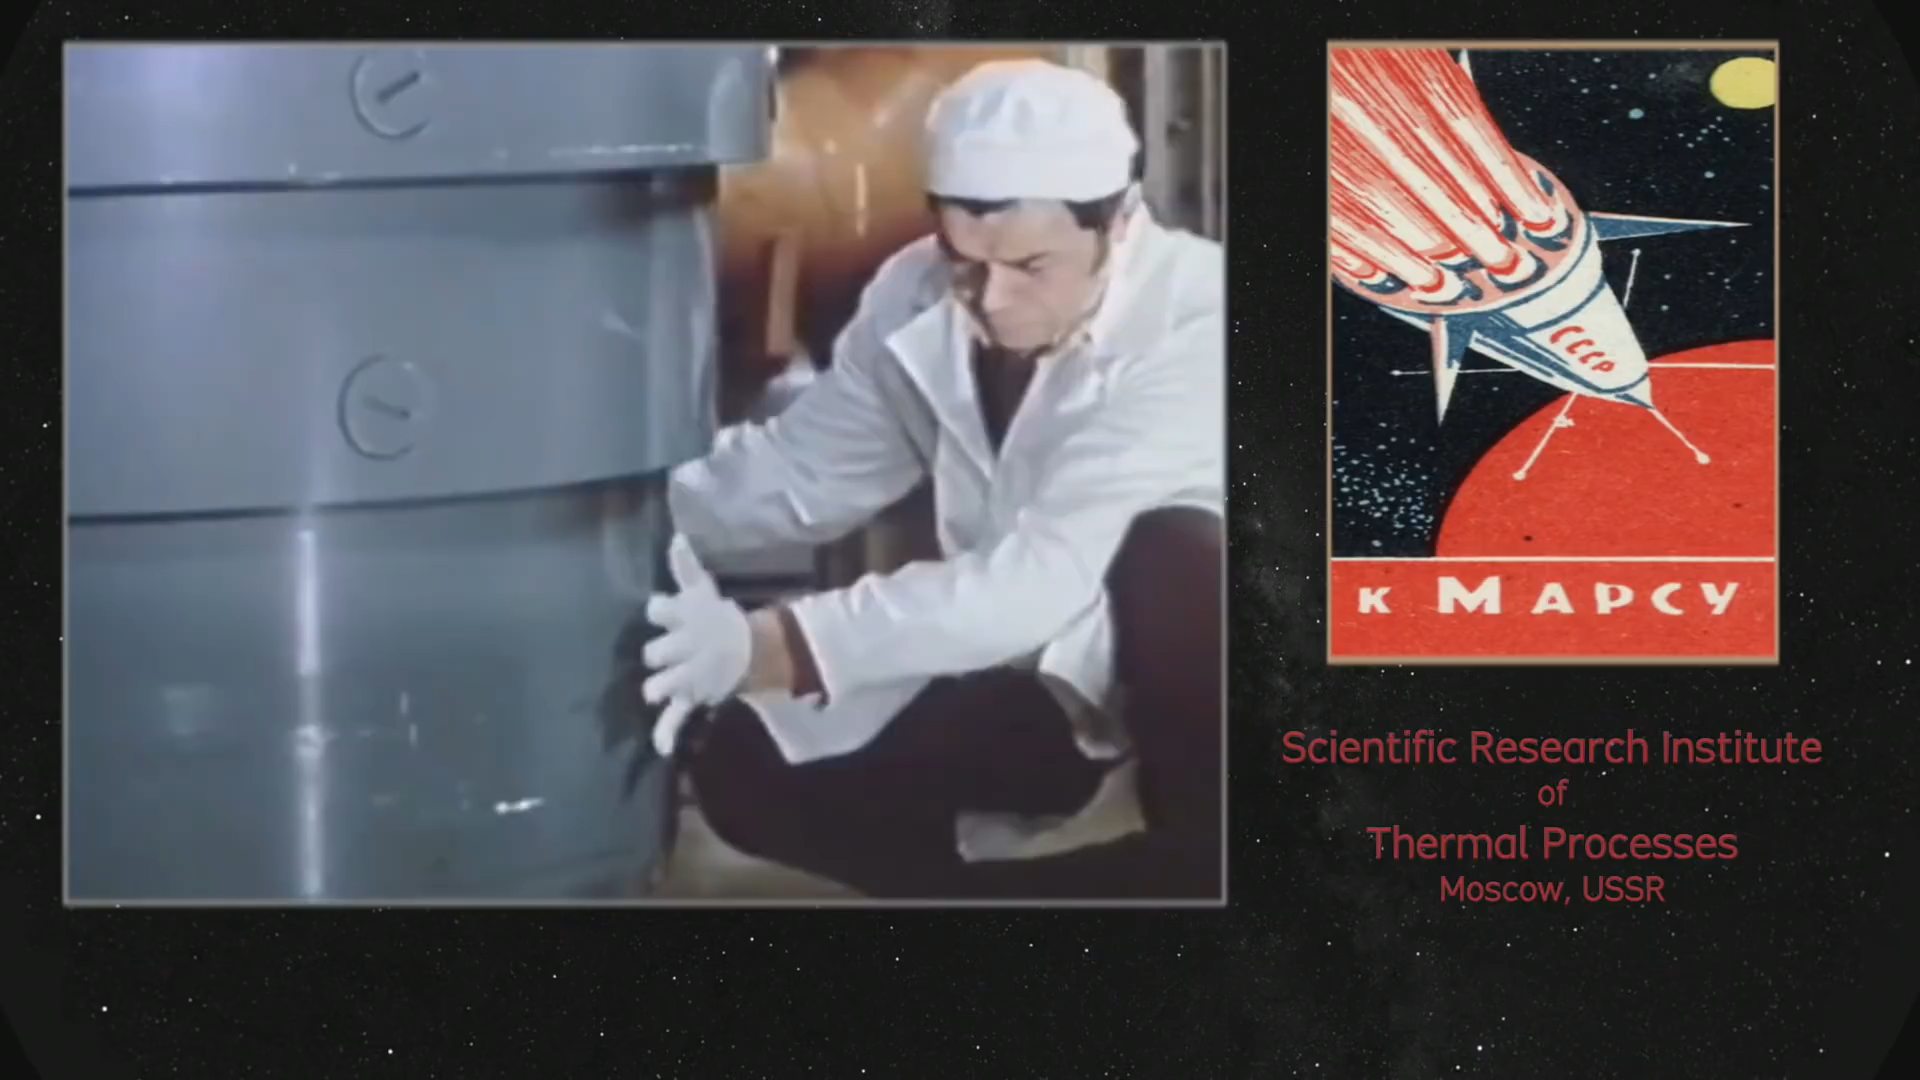 СССР
К МАРСУ
Scientific Research Institute
of
Thermal Processes
Moscow, USSR